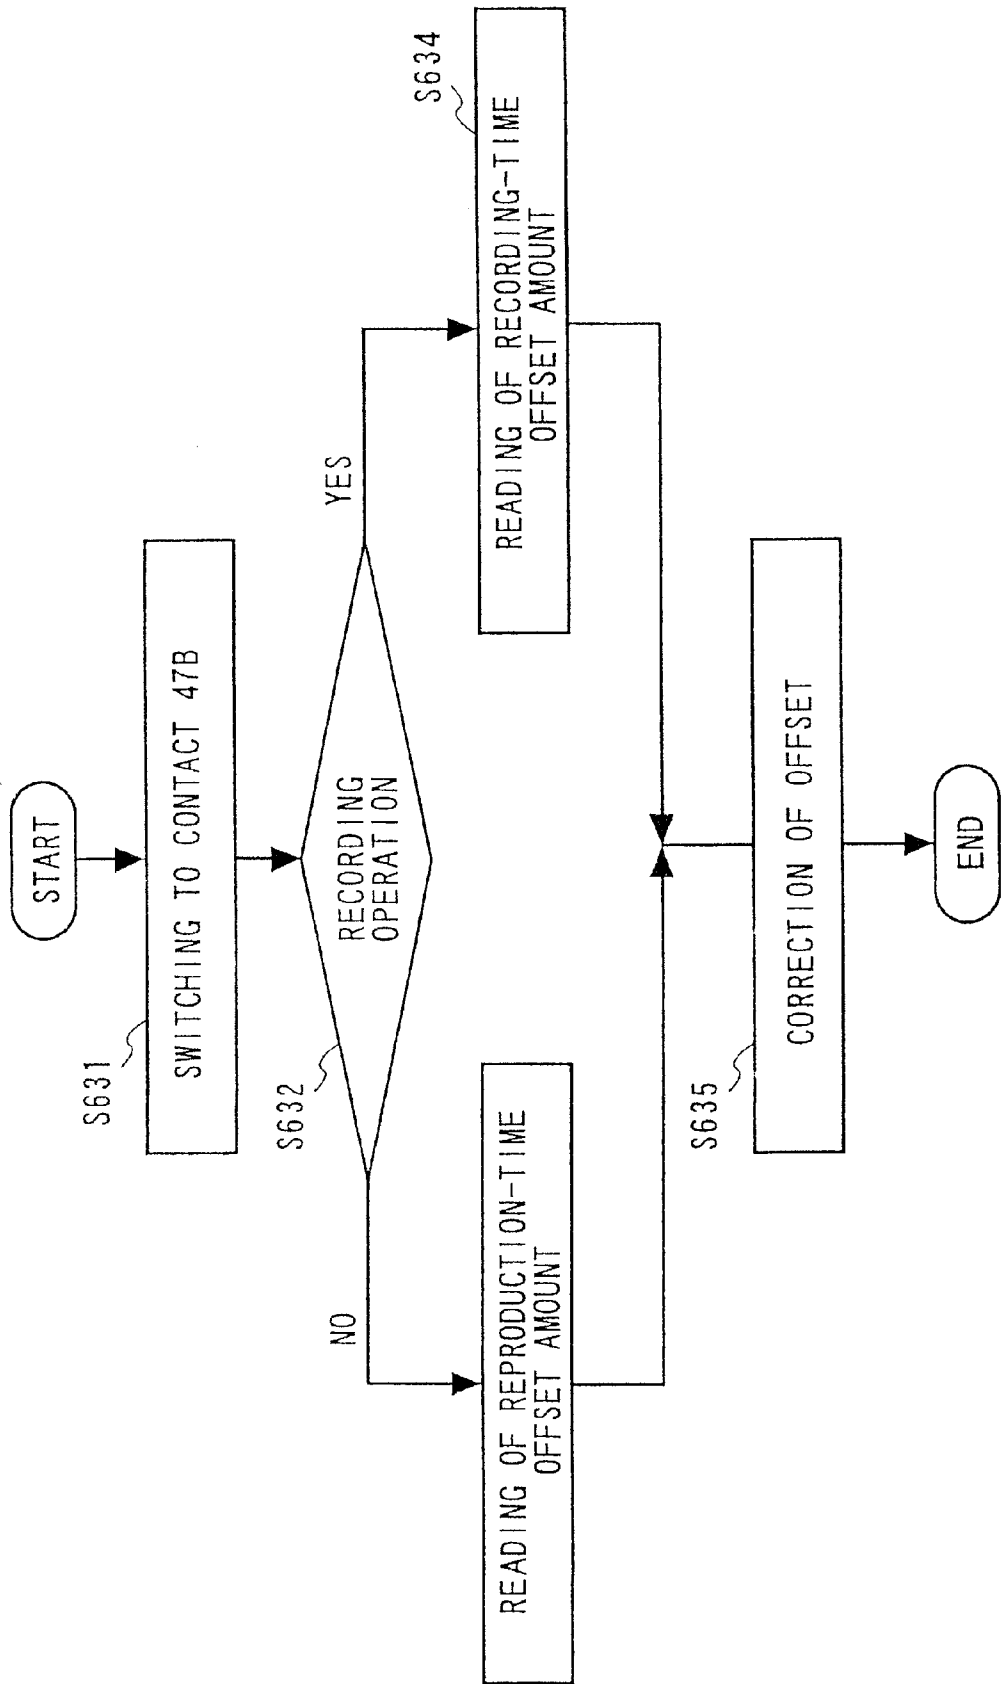 START
S631
SWITCHING TO CONTACT 47B
S632
RECORDING
OPERATION
NO
YES
READING OF REPRODUCTION-TIME
OFFSET AMOUNT
S634
READING OF RECORDING-TIME
OFFSET AMOUNT
S635
CORRECTION OF OFFSET
END